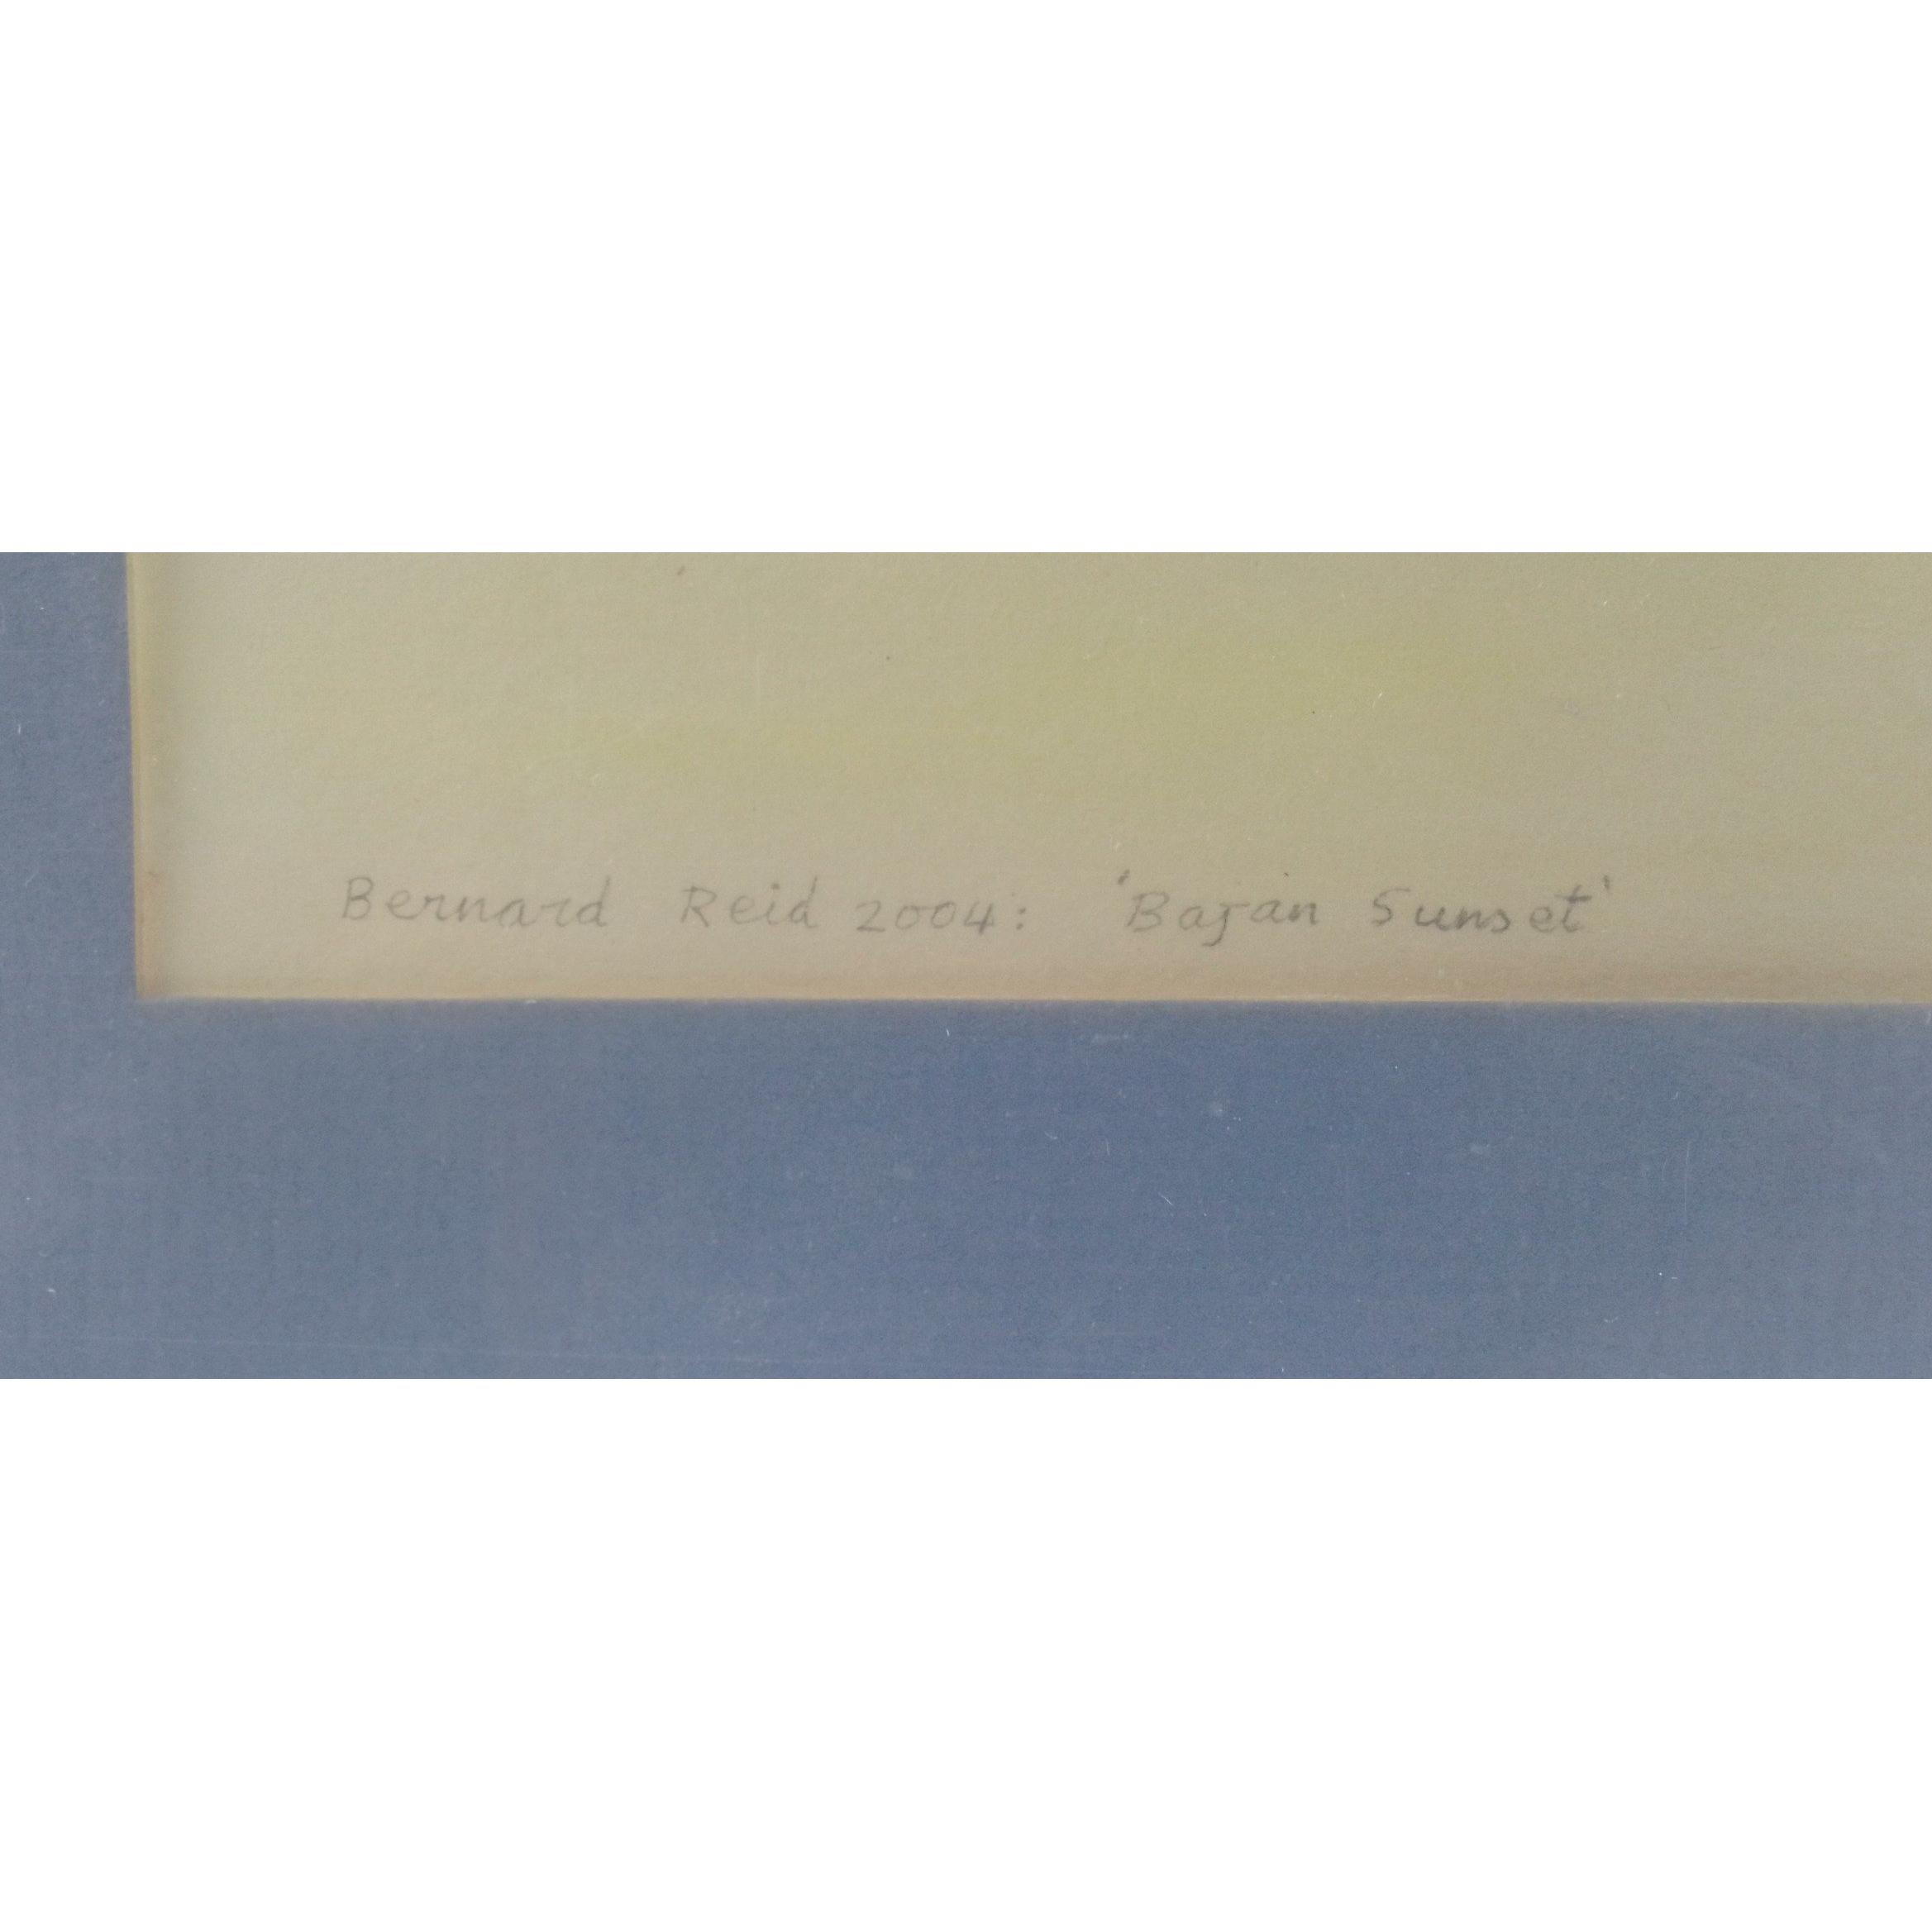 Bernard Reid 2004: 'Bajan Sunset'